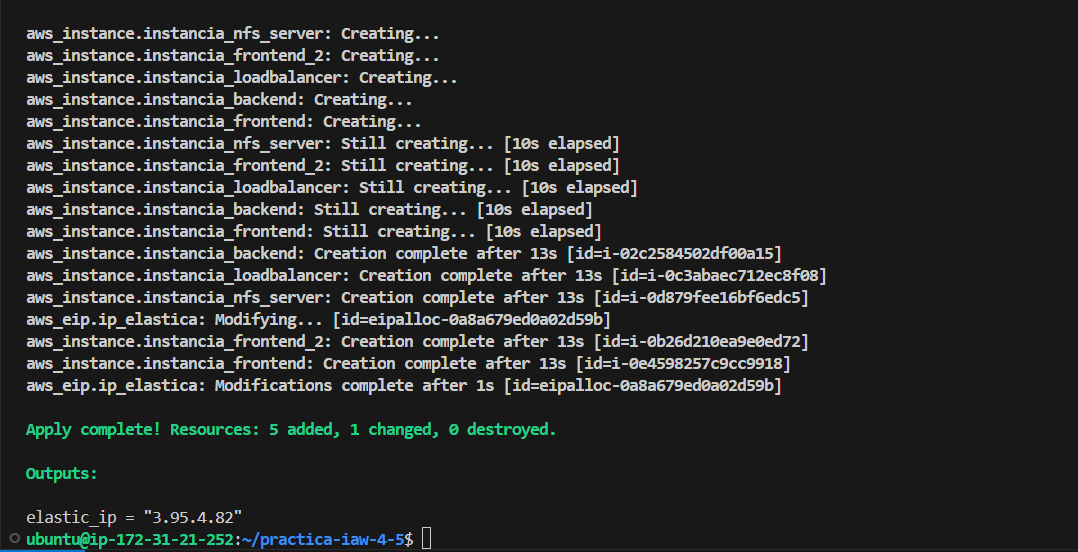 aws_instance.instancia_nfs_server: Creating...
aws_instance.instancia_frontend_2: Creating...
aws_instance.instancia_loadbalancer: Creating...
aws_instance.instancia_backend: Creating...
aws_instance.instancia_frontend: Creating...
aws_instance.instancia_nfs_server: Still creating... [10s elapsed]
aws_instance.instancia_frontend_2: Still creating... [10s elapsed]
aws_instance.instancia_loadbalancer: Still creating... [10s elapsed]
aws_instance.instancia_backend: Still creating... [10s elapsed]
aws_instance.instancia_frontend: Still creating... [10s elapsed]
aws_instance.instancia_backend: Creation complete after 13s [id=i-02c2584502df00a15]
aws_instance.instancia_loadbalancer: Creation complete after 13s [id=i-0c3abaec712ec8f08]
aws_instance.instancia_nfs_server: Creation complete after 13s [id=i-0d879fee16bf6edc5]
aws_eip.ip_elastica: Modifying... [id=eipalloc-0a8a679ed0a02d59b]
aws_instance.instancia_frontend_2: Creation complete after 13s [id=i-0b26d210ea9e0ed72]
aws_instance.instancia_frontend: Creation complete after 13s [id=i-0e4598257c9cc9918]
aws_eip.ip_elastica: Modifications complete after 1s [id=eipalloc-0a8a679ed0a02d59b]
Apply complete! Resources: 5 added, 1 changed, 0 destroyed.
Outputs:
elastic_ip = "3.95.4.82"
ubuntu@ip-172-31-21-252:~/practica-iaw-4-5$